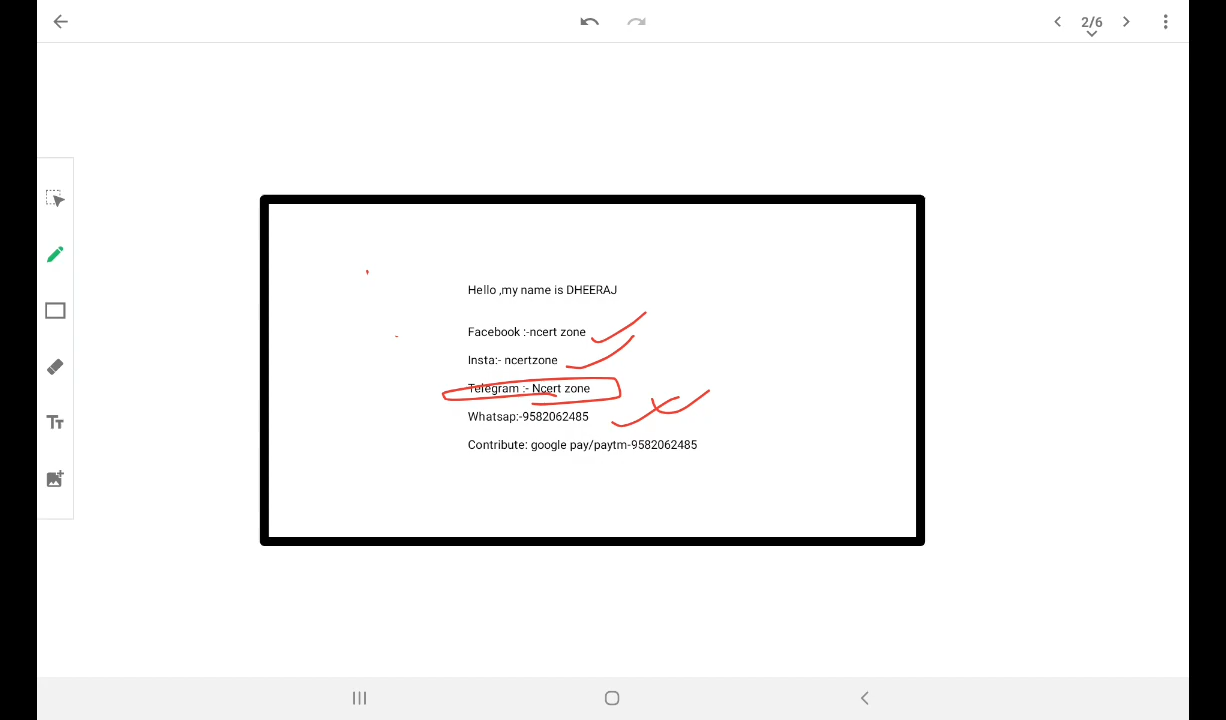 2/6
Hello ,my name is DHEERAJ
Facebook :-ncert zone
Insta:- ncertzone
Telegram :- Ncert zone
Whatsap:-9582062485
Contribute: google pay/paytm-9582062485